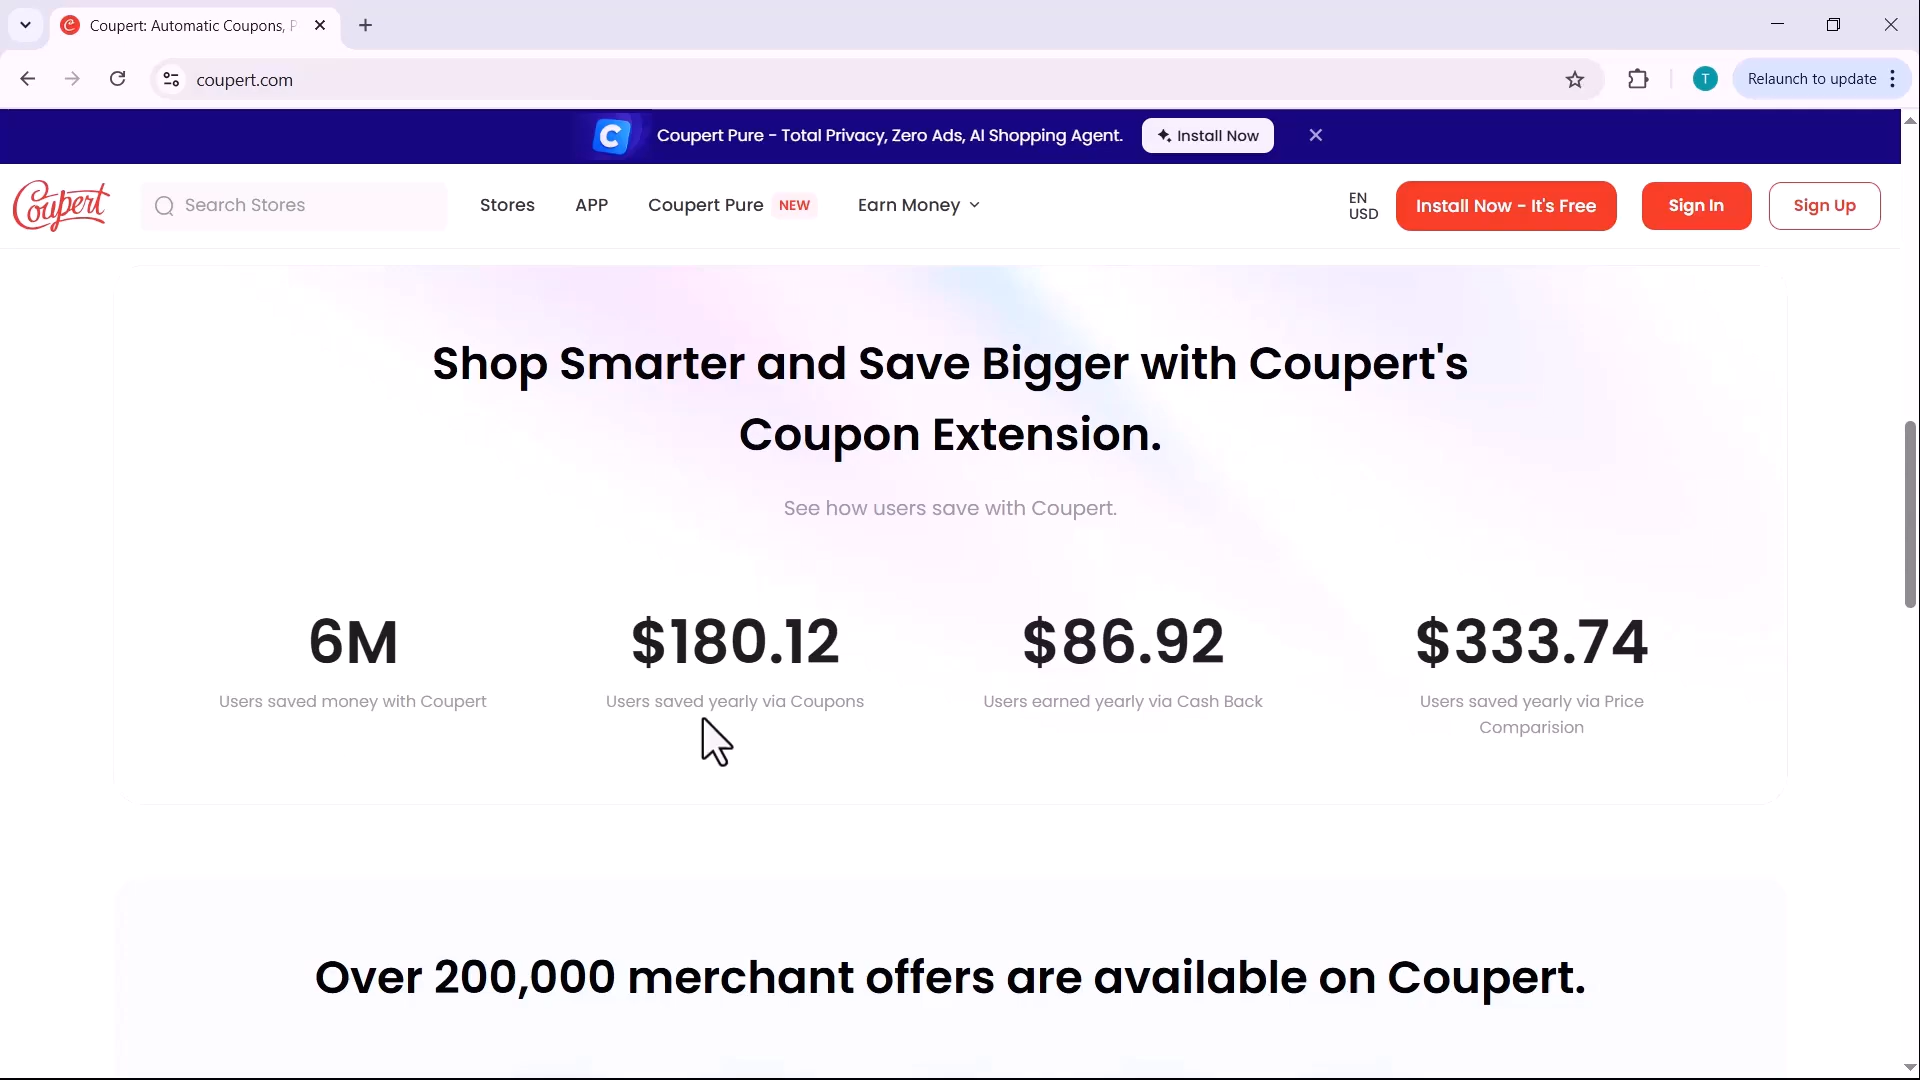 Coupert: Automatic Coupons, P
coupert.com
T
Relaunch to update
Coupert Pure - Total Privacy, Zero Ads, AI Shopping Agent.
Install Now
Coupert
Search Stores
Stores
APP
Coupert Pure
NEW
Earn Money
EN
USD
Install Now - It's Free
Sign In
Sign Up
Shop Smarter and Save Bigger with Coupert's
Coupon Extension.
See how users save with Coupert.
6M
Users saved money with Coupert
$180.12
Users saved yearly via Coupons
$86.92
Users earned yearly via Cash Back
$333.74
Users saved yearly via Price
Comparision
Over 200,000 merchant offers are available on Coupert.